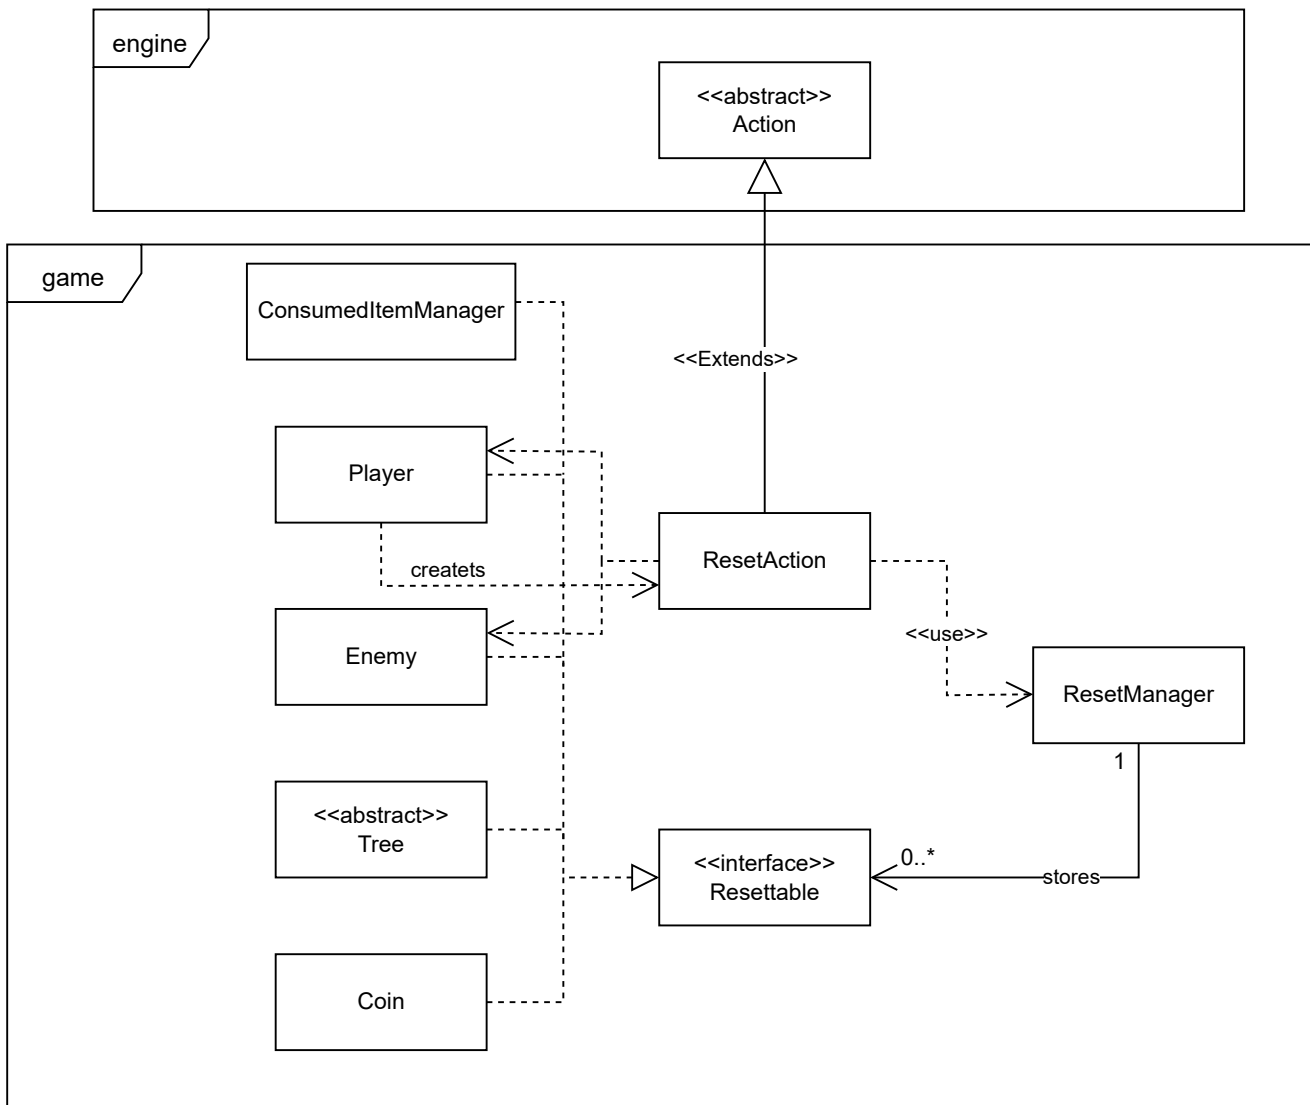 engine
<<abstract>>
Action
game
ConsumedItemManager
<<Extends>>
Player
ResetAction
createts
<<use>>
Enemy
ResetManager
1
<<abstract>>
Tree
<<interface>>
Resettable
0..*
stores
Coin